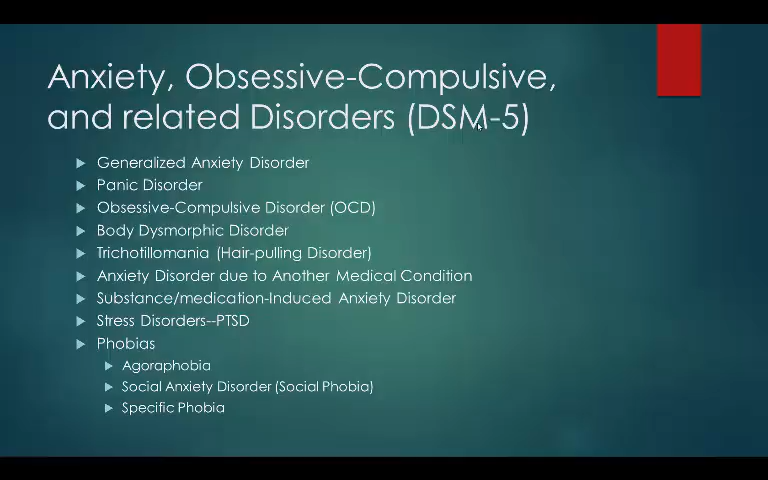 Anxiety, Obsessive-Compulsive,
and related Disorders (DSM-5)
Generalized Anxiety Disorder
Panic Disorder
Obsessive-Compulsive Disorder (OCD)
Body Dysmorphic Disorder
Trichotillomania (Hair-pulling Disorder)
Anxiety Disorder due to Another Medical Condition
Substance/medication-Induced Anxiety Disorder
Stress Disorders--PTSD
Phobias
Agoraphobia
Social Anxiety Disorder (Social Phobia)
Specific Phobia